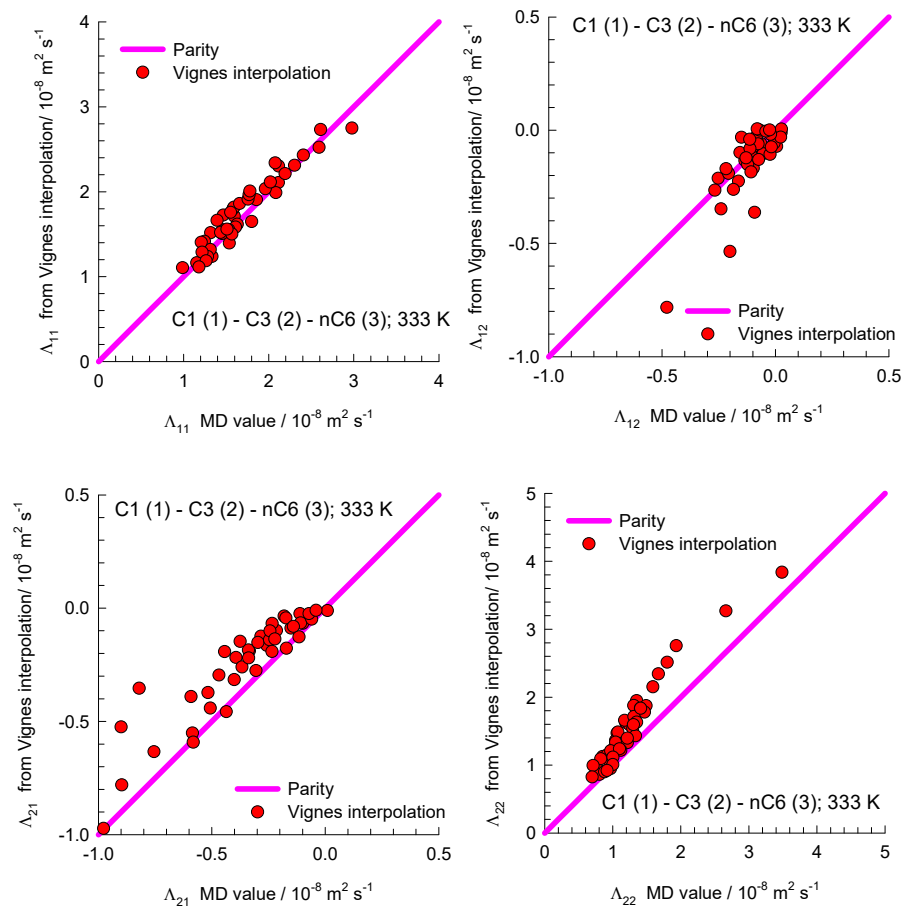 4
3
2
1
0
0
1
2
3
4
Λ₁₁ from Vignes interpolation/ 10⁻⁸ m² s⁻¹
Parity
Vignes interpolation
C1 (1) - C3 (2) - nC6 (3); 333 K
Λ₁₁ MD value / 10⁻⁸ m² s⁻¹
0.5
0.0
-0.5
-1.0
-1.0
-0.5
0.0
0.5
Λ₁₂ from Vignes interpolation/ 10⁻⁸ m² s⁻¹
C1 (1) - C3 (2) - nC6 (3); 333 K
Parity
Vignes interpolation
Λ₁₂ MD value / 10⁻⁸ m² s⁻¹
0.5
0.0
-0.5
-1.0
-1.0
-0.5
0.0
0.5
Λ₂₁ from Vignes interpolation/ 10⁻⁸ m² s⁻¹
C1 (1) - C3 (2) - nC6 (3); 333 K
Parity
Vignes interpolation
Λ₂₁ MD value / 10⁻⁸ m² s⁻¹
5
4
3
2
1
0
0
1
2
3
4
5
Λ₂₂ from Vignes interpolation/ 10⁻⁸ m² s⁻¹
Parity
Vignes interpolation
C1 (1) - C3 (2) - nC6 (3); 333 K
Λ₂₂ MD value / 10⁻⁸ m² s⁻¹